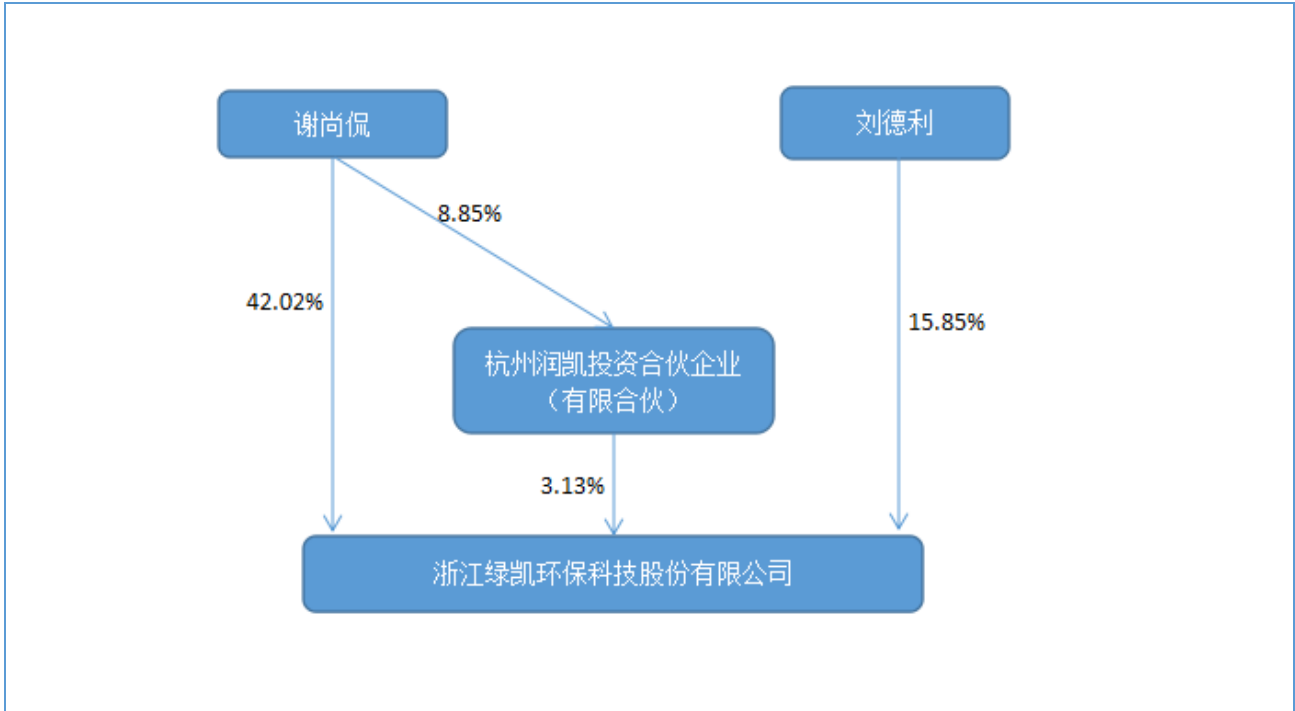 谢尚侃
刘德利
8.85%
42.02%
15.85%
杭州润凯投资合伙企业
（有限合伙）
3.13%
浙江绿凯环保科技股份有限公司